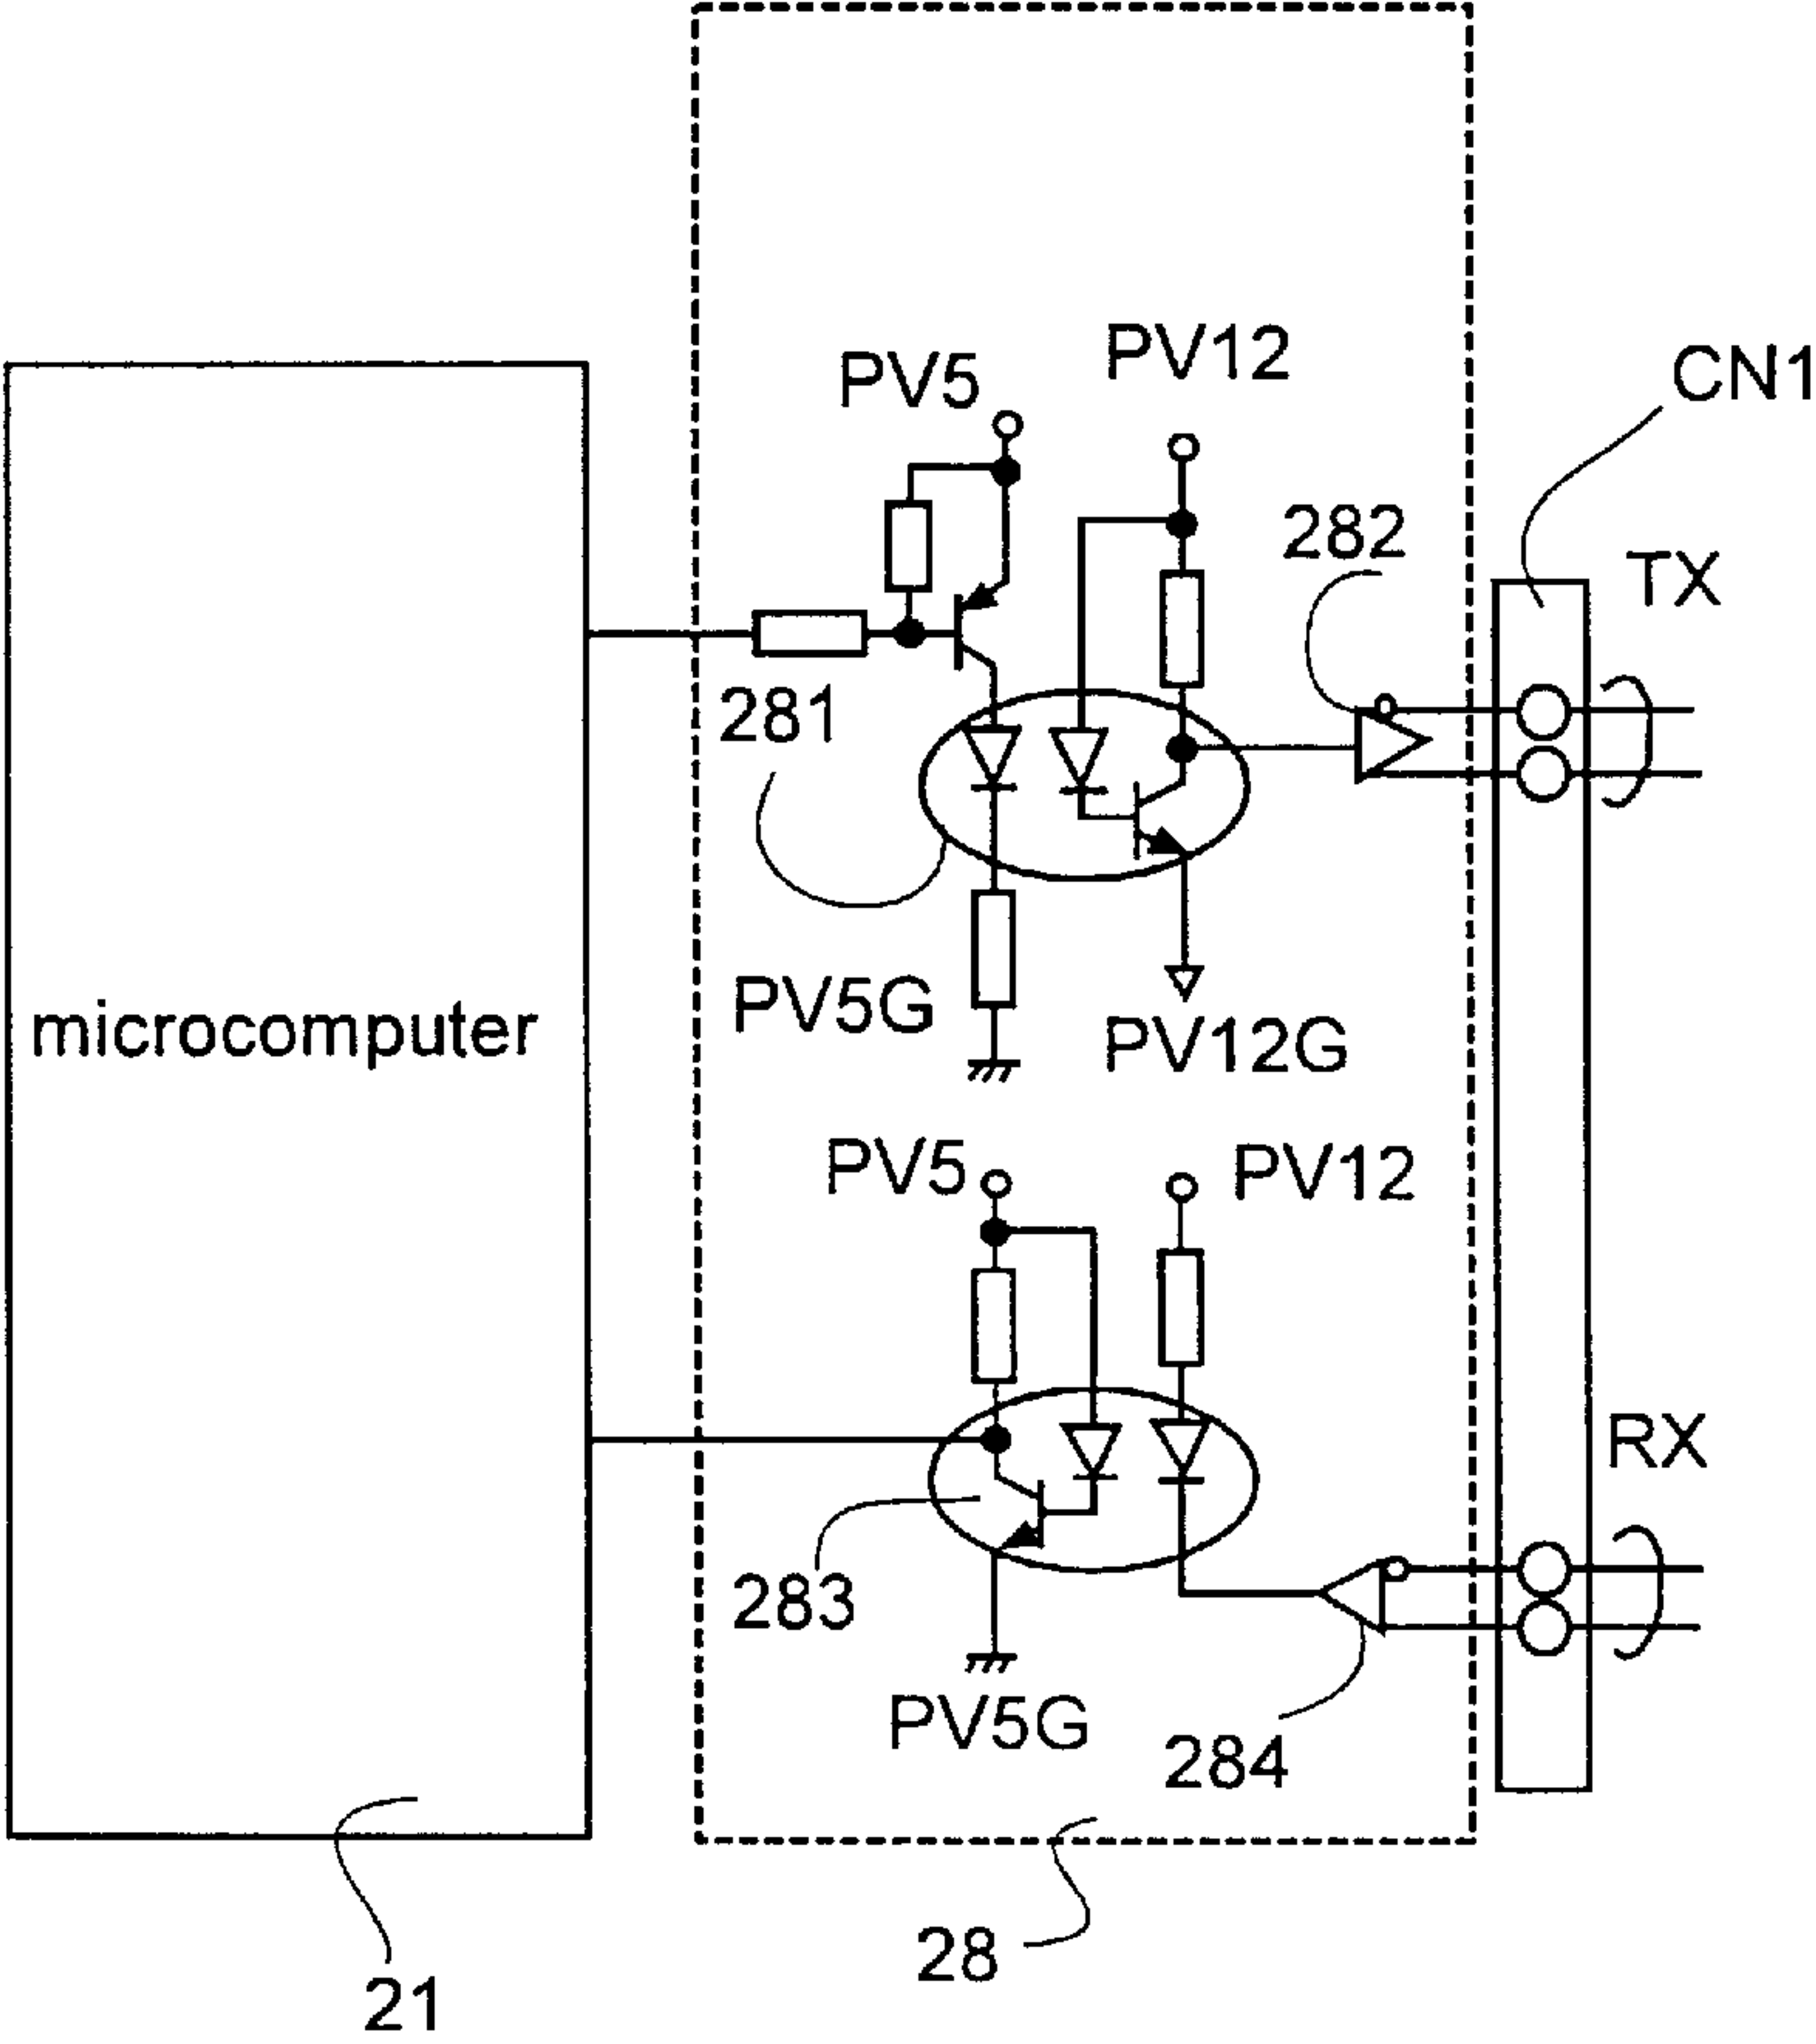 PV12
PV5
CN1
282
TX
281
PV5G
microcomputer
PV12G
PV5
PV12
RX
283
PV5G
284
28
21